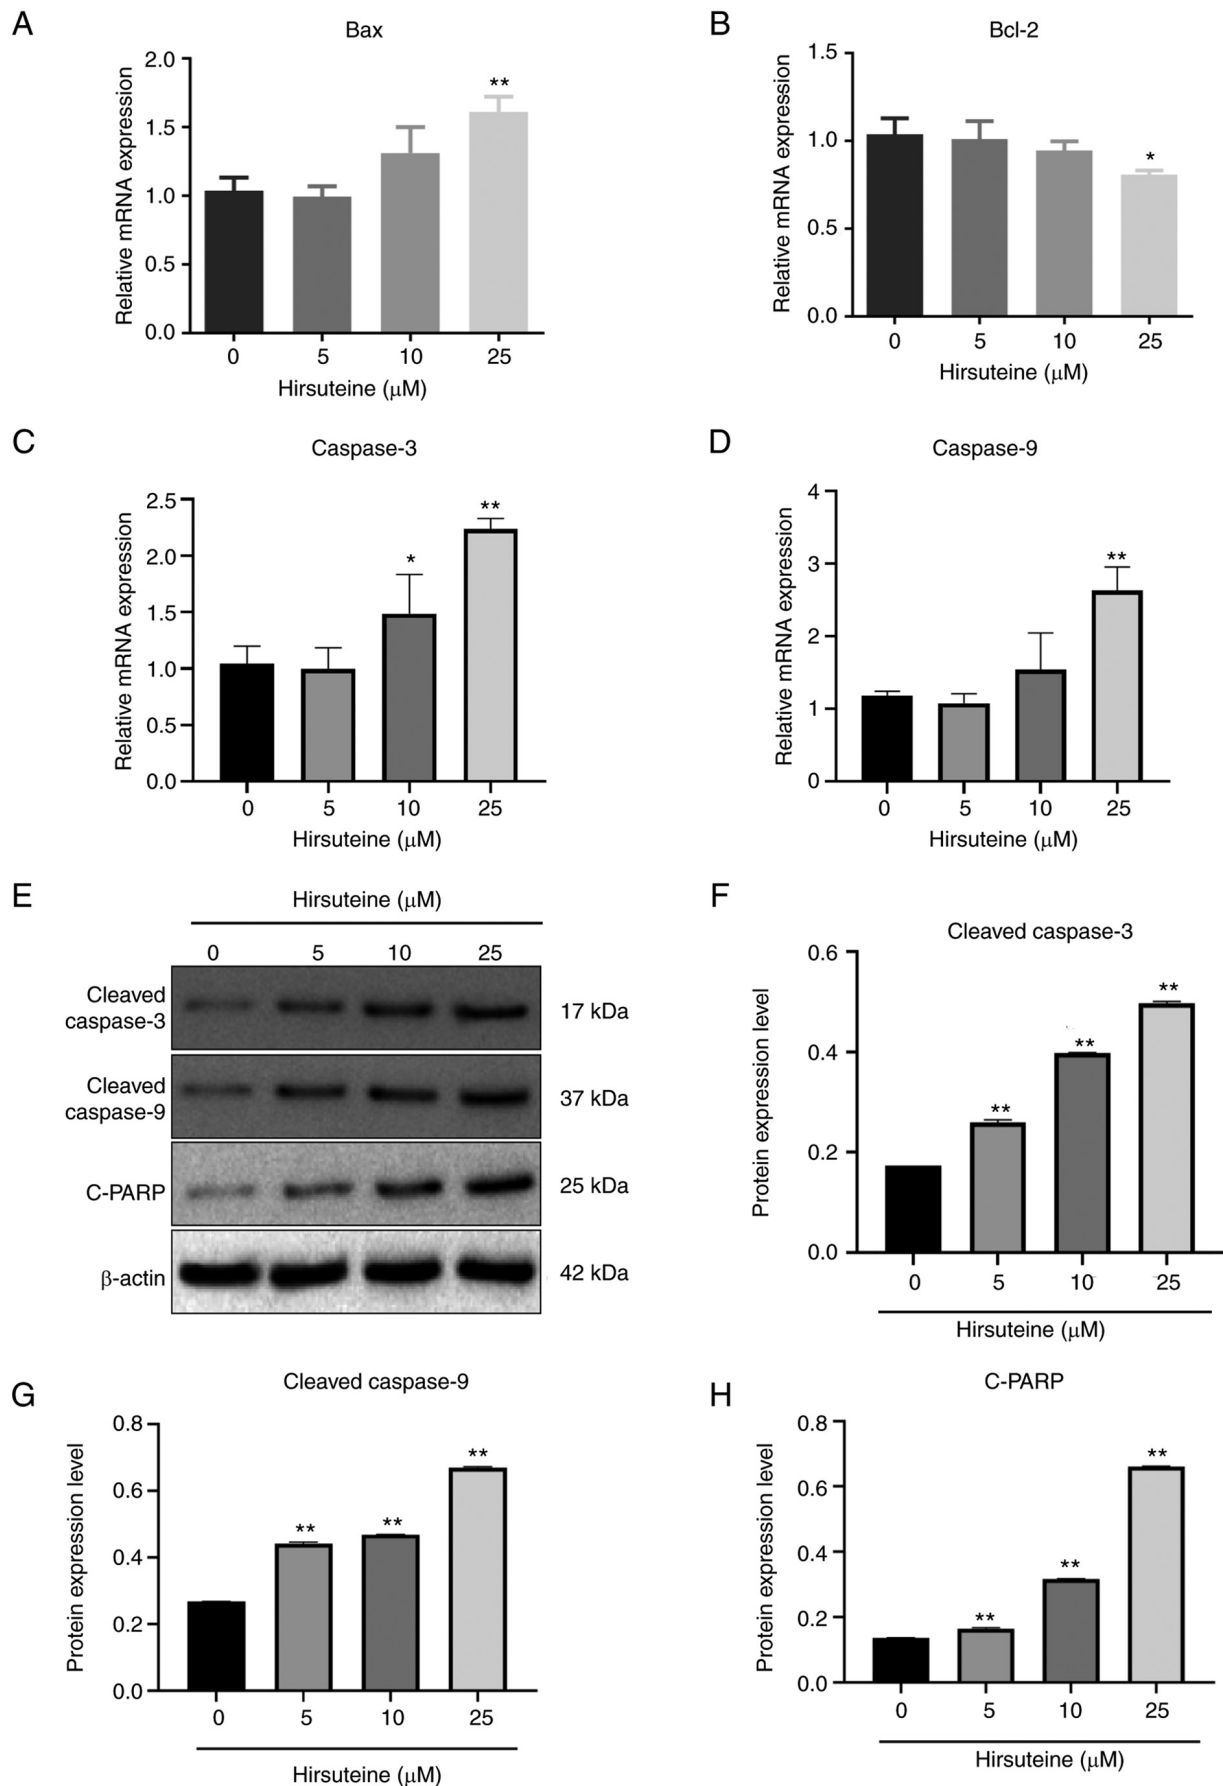 A
Bax
Relative mRNA expression
2.0
1.5
1.0
0.5
0.0
**
0 5 10 25
Hirsuteine (μM)
B
Bcl-2
Relative mRNA expression
1.5
1.0
0.5
0.0
*
0 5 10 25
Hirsuteine (μM)
C
Caspase-3
Relative mRNA expression
2.5
2.0
1.5
1.0
0.5
0.0
* **
0 5 10 25
Hirsuteine (μM)
D
Caspase-9
Relative mRNA expression
4
3
2
1
0
**
0 5 10 25
Hirsuteine (μM)
E
Hirsuteine (μM)
0 5 10 25
Cleaved
caspase-3
17 kDa
Cleaved
caspase-9
37 kDa
C-PARP
25 kDa
β-actin
42 kDa
F
Cleaved caspase-3
Protein expression level
0.6
0.4
0.2
0.0
** ** **
0 5 10 25
Hirsuteine (μM)
G
Cleaved caspase-9
Protein expression level
0.8
0.6
0.4
0.2
0.0
** ** **
0 5 10 25
Hirsuteine (μM)
H
C-PARP
Protein expression level
0.8
0.6
0.4
0.2
0.0
** ** **
0 5 10 25
Hirsuteine (μM)